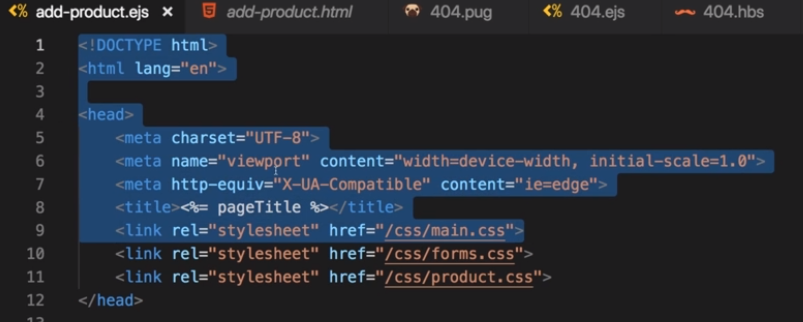 add-product.ejs × add-product.html 404.pug 404.ejs 404.hbs
1 <!DOCTYPE html>
2 <html lang="en">
3
4 <head>
5 <meta charset="UTF-8">
6 <meta name="viewport" content="width=device-width, initial-scale=1.0">
7 <meta http-equiv="X-UA-Compatible" content="ie=edge">
8 <title><%= pageTitle %></title>
9 <link rel="stylesheet" href="/css/main.css">
10 <link rel="stylesheet" href="/css/forms.css">
11 <link rel="stylesheet" href="/css/product.css">
12 </head>
13